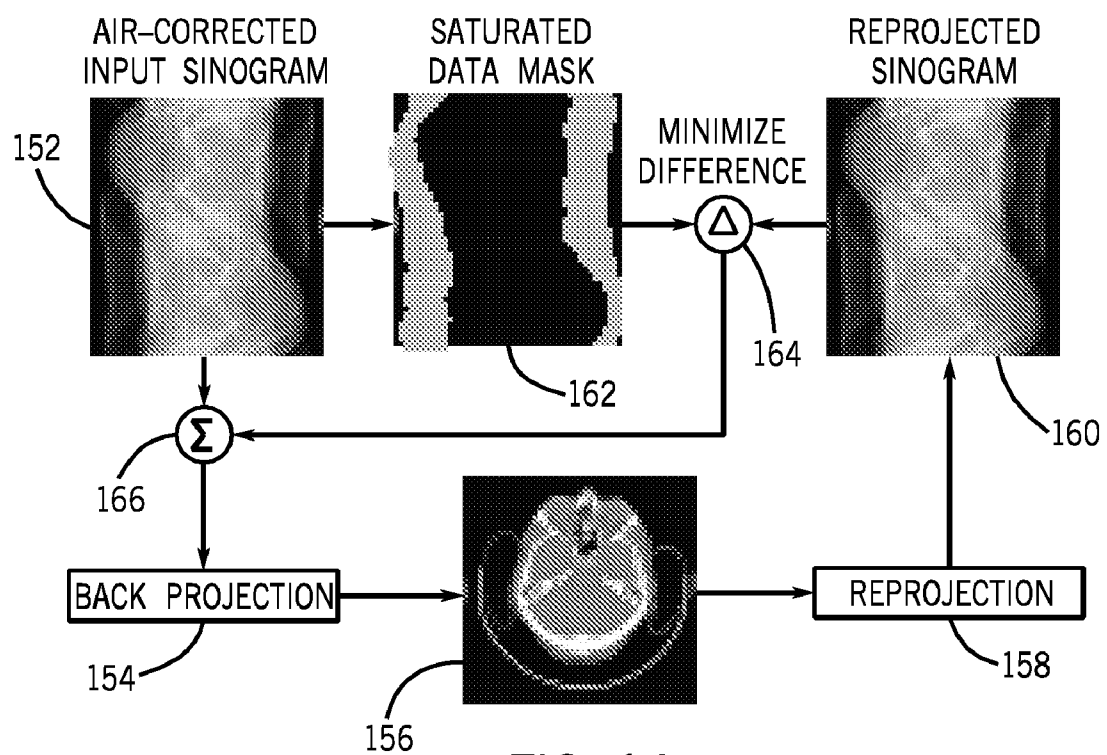 AIR–CORRECTED
INPUT SINOGRAM
SATURATED
DATA MASK
REPROJECTED
SINOGRAM
MINIMIZE
DIFFERENCE
152
Δ
164
162
160
Σ
166
BACK PROJECTION
REPROJECTION
154
158
156